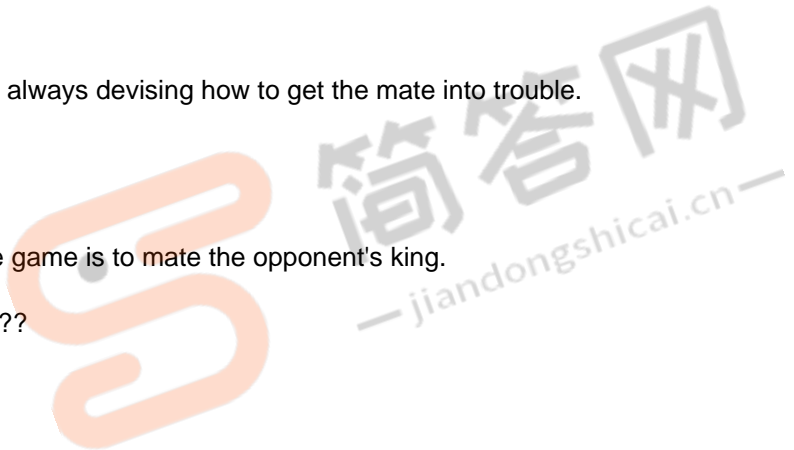 always devising how to get the mate into trouble.
简答网
jiandongshicai.cn
game is to mate the opponent's king.
??